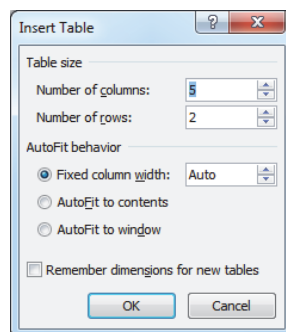 Insert Table
?
Table size
Number of columns: 5
Number of rows: 2
AutoFit behavior
Fixed column width: Auto
AutoFit to contents
AutoFit to window
Remember dimensions for new tables
OK Cancel